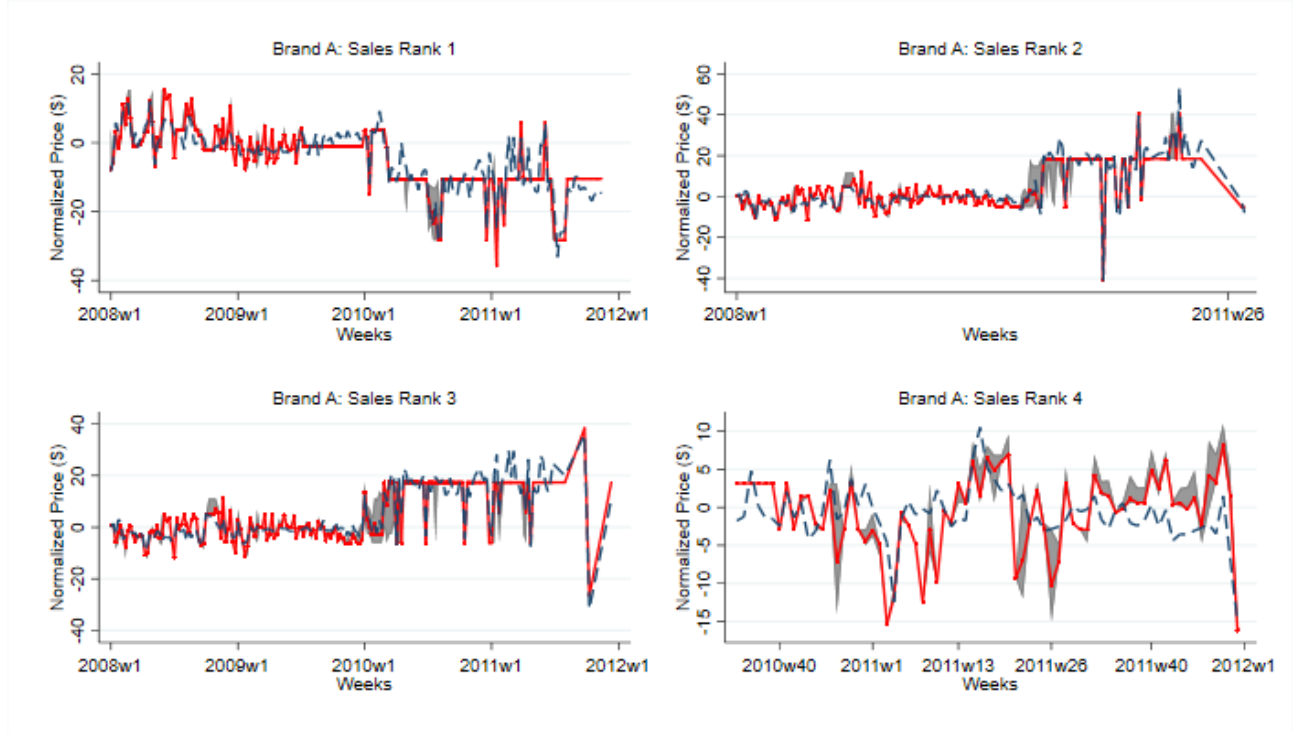 Brand A: Sales Rank 1
Normalized Price ($)
20
0
-20
-40
2008w1 2009w1 2010w1 2011w1 2012w1
Weeks
Brand A: Sales Rank 2
Normalized Price ($)
60
40
20
0
-20
-40
2008w1 2011w26
Weeks
Brand A: Sales Rank 3
Normalized Price ($)
40
20
0
-20
-40
2008w1 2009w1 2010w1 2011w1 2012w1
Weeks
Brand A: Sales Rank 4
Normalized Price ($)
10
5
0
-5
-10
-15
2010w40 2011w1 2011w13 2011w26 2011w40 2012w1
Weeks